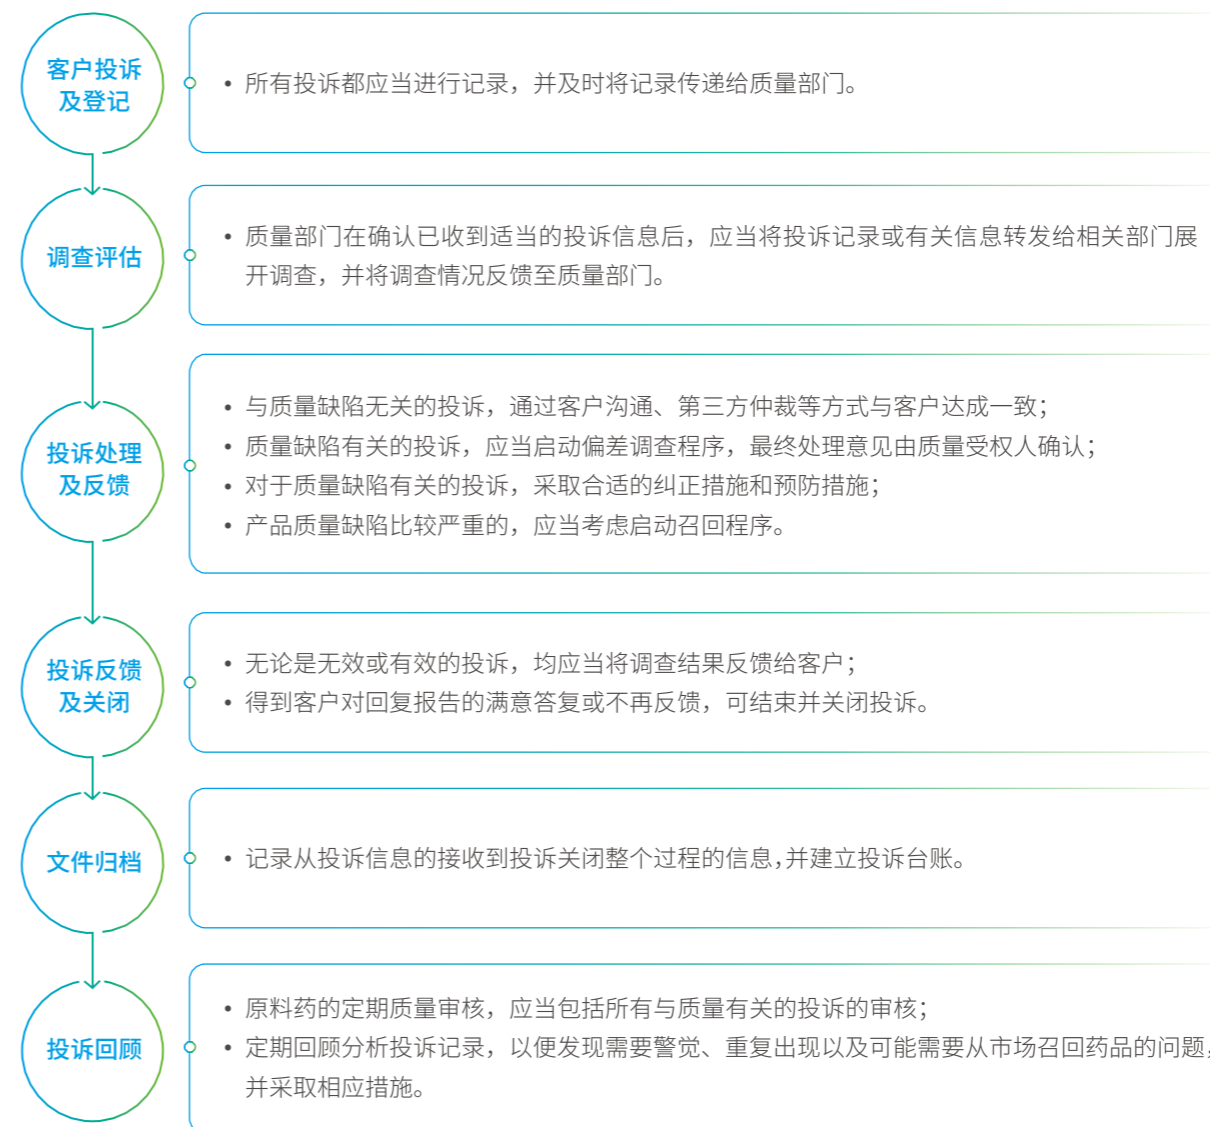 客户投诉
及登记
• 所有投诉都应当进行记录，并及时将记录传递给质量部门。
调查评估
• 质量部门在确认已收到适当的投诉信息后，应当将投诉记录或有关信息转发给相关部门展
开调查，并将调查情况反馈至质量部门。
投诉处理
及反馈
• 与质量缺陷无关的投诉，通过客户沟通、第三方仲裁等方式与客户达成一致；
• 质量缺陷有关的投诉，应当启动偏差调查程序，最终处理意见由质量受权人确认；
• 对于质量缺陷有关的投诉，采取合适的纠正措施和预防措施；
• 产品质量缺陷比较严重的，应当考虑启动召回程序。
投诉反馈
及关闭
• 无论是无效或有效的投诉，均应当将调查结果反馈给客户；
• 得到客户对回复报告的满意答复或不再反馈，可结束并关闭投诉。
文件归档
• 记录从投诉信息的接收到投诉关闭整个过程的信息,并建立投诉台账。
投诉回顾
• 原料药的定期质量审核，应当包括所有与质量有关的投诉的审核；
• 定期回顾分析投诉记录，以便发现需要警觉、重复出现以及可能需要从市场召回药品的问题，
并采取相应措施。